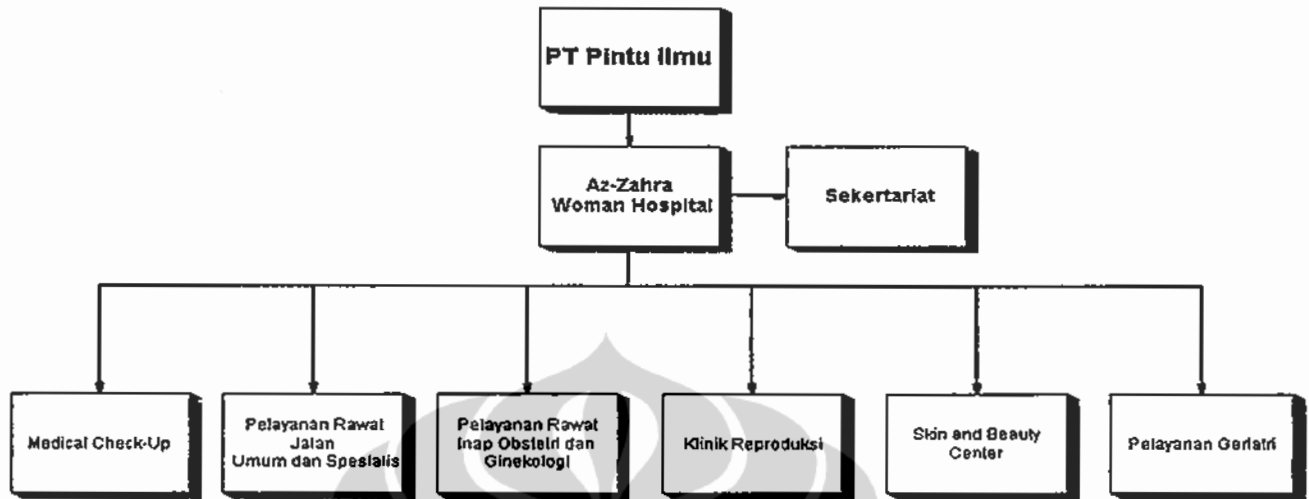 PT Pintu Ilmu
Az-Zahra
Woman Hospital
Sekertariat
Medical Check-Up
Pelayanan Rawat
Jalan
Umum dan Spesialis
Pelayanan Rawat
Inap Obstetri dan
Ginekologi
Klinik Reproduksi
Skin and Beauty
Center
Pelayanan Geriatri